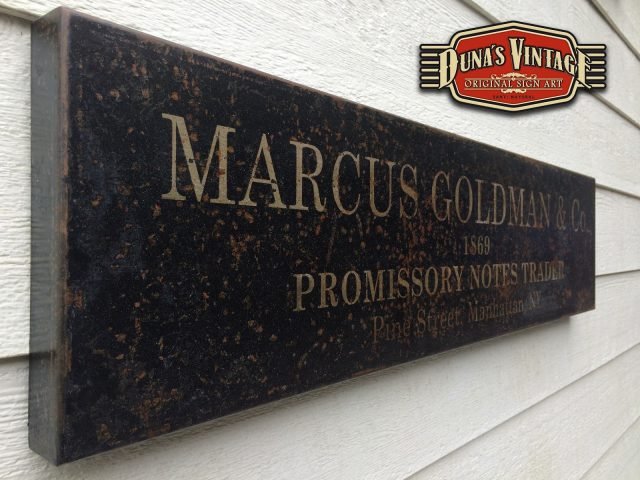 DUNA'S VINTAGE
ORIGINAL SIGN ART
MARCUS GOLDMAN & Co.
1869
PROMISSORY NOTES TRADER
Pine Street, Manhattan NY